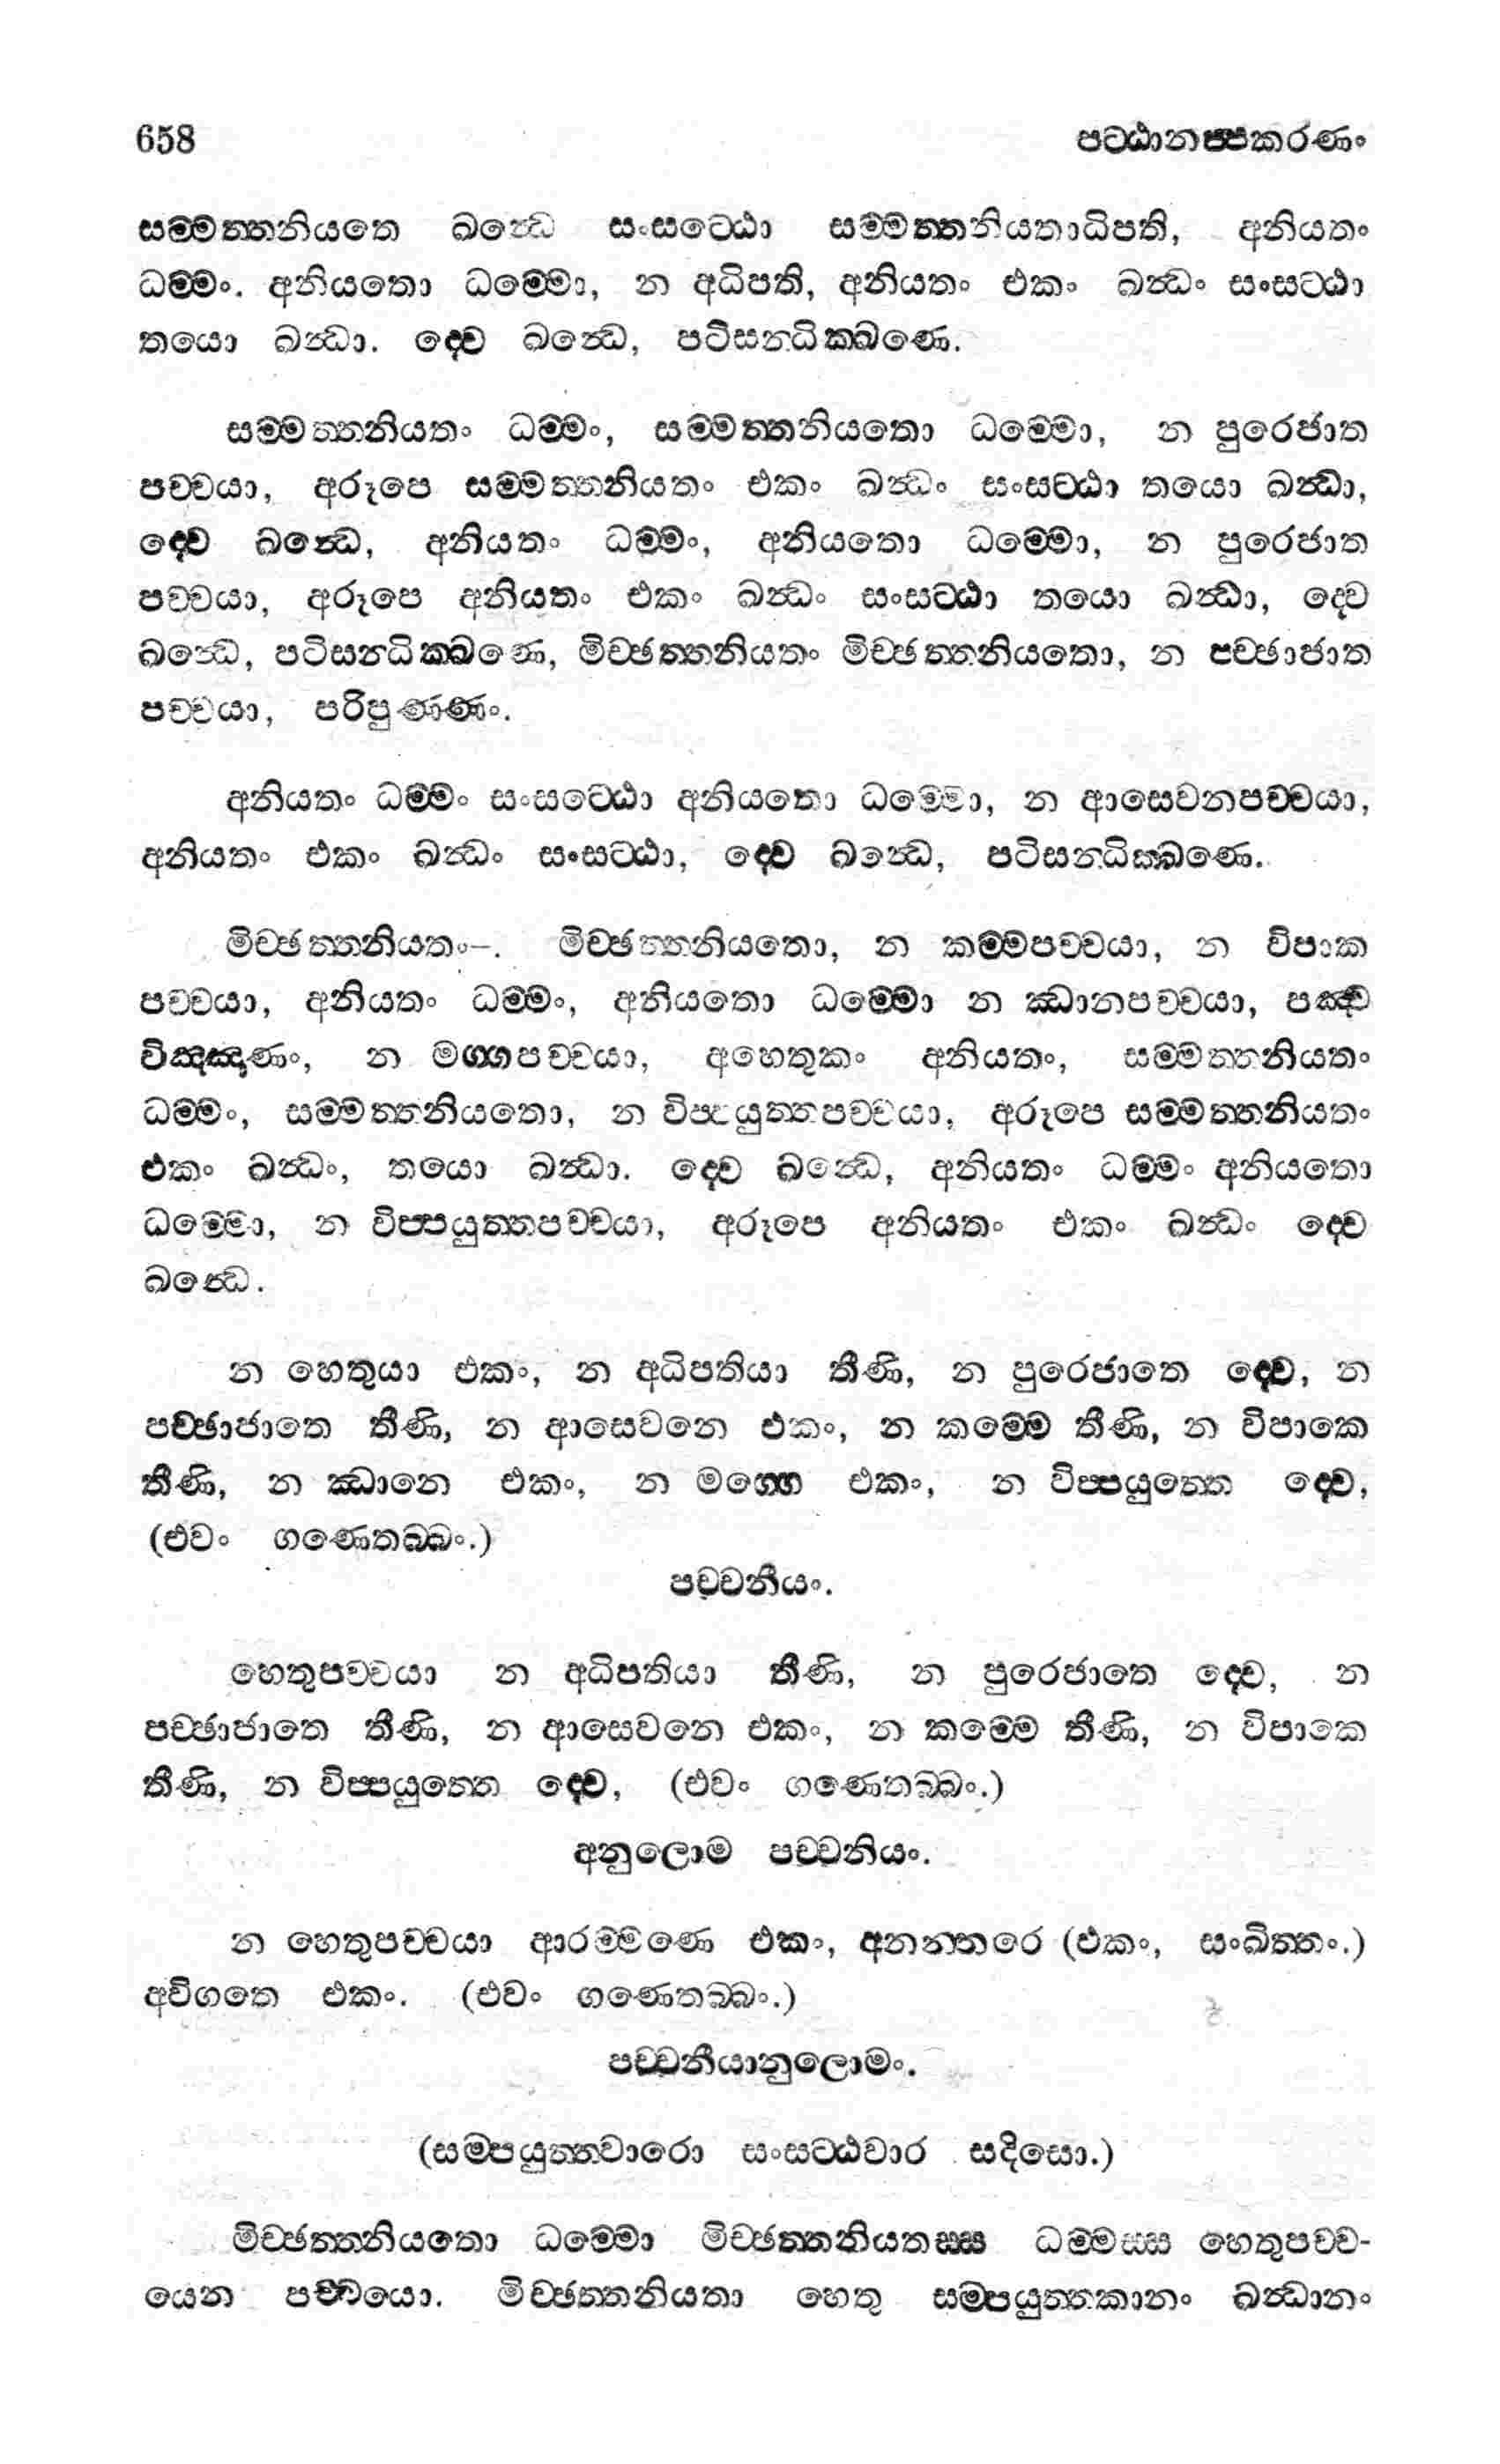 658 පට්ඨානප්පකරණං
සම්මත්තනියතෙ ඛන්ධෙ සංසට්ඨො සම්මත්තනියතාධිපති, අනියතං
ධම්මං. අනියතො ධම්මො, න අධිපති, අනියතං එකං ඛන්ධං සංසට්ඨා
තයො ඛන්ධා. ද්වෙ ඛන්ධෙ, පටිසන්ධික්ඛණෙ.
සම්මත්තනියතං ධම්මං, සම්මත්තනියතො ධම්මො, න පුරෙජාත
පච්චයා, අරූපෙ සම්මත්තනියතං එකං ඛන්ධං සංසට්ඨා තයො ඛන්ධා,
ද්වෙ ඛන්ධෙ, අනියතං ධම්මං, අනියතො ධම්මො, න පුරෙජාත
පච්චයා, අරූපෙ අනියතං එකං ඛන්ධං සංසට්ඨා තයො ඛන්ධා, ද්වෙ
ඛන්ධෙ, පටිසන්ධික්ඛණෙ, මිච්ඡත්තනියතං මිච්ඡත්තනියතො, න පච්ඡාජාත
පච්චයා, පරිපුණ්ණං.
අනියතං ධම්මං සංසට්ඨො අනියතො ධම්මො, න ආසෙවනපච්චයා,
අනියතං එකං ඛන්ධං සංසට්ඨා, ද්වෙ ඛන්ධෙ, පටිසන්ධික්ඛණෙ.
මිච්ඡත්තනියතං–. මිච්ඡත්තනියතො, න කම්මපච්චයා, න විපාක
පච්චයා, අනියතං ධම්මං, අනියතො ධම්මො න ඣානපච්චයා, පඤ්ච
විඤ්ඤාණං, න මග්ගපච්චයා, අහෙතුකං අනියතං, සම්මත්තනියතං
ධම්මං, සම්මත්තනියතො, න විප්පයුත්තපච්චයා, අරූපෙ සම්මත්තනියතං
එකං ඛන්ධං, තයො ඛන්ධා. ද්වෙ ඛන්ධෙ, අනියතං ධම්මං අනියතො
ධම්මො, න විප්පයුත්තපච්චයා, අරූපෙ අනියතං එකං ඛන්ධං ද්වෙ
ඛන්ධෙ.
න හෙතුයා එකං, න අධිපතියා තීණි, න පුරෙජාතෙ ද්වෙ, න
පච්ඡාජාතෙ තීණි, න ආසෙවනෙ එකං, න කම්මෙ තීණි, න විපාකෙ
තීණි, න ඣානෙ එකං, න මග්ගෙ එකං, න විප්පයුත්තෙ ද්වෙ,
(එවං ගණෙතබ්බං.)
පච්චනීයං.
හෙතුපච්චයා න අධිපතියා තීණි, න පුරෙජාතෙ ද්වෙ, න
පච්ඡාජාතෙ තීණි, න ආසෙවනෙ එකං, න කම්මෙ තීණි, න විපාකෙ
තීණි, න විප්පයුත්තෙ ද්වෙ, (එවං ගණෙතබ්බං.)
අනුලොම පච්චනියං.
න හෙතුපච්චයා ආරම්මණෙ එකං, අනන්තරෙ (එකං, සංඛිත්තං.)
අවිගතෙ එකං. (එවං ගණෙතබ්බං.)
පච්චනීයානුලොමං.
(සම්පයුත්තවාරො සංසට්ඨවාර සදිසො.)
මිච්ඡත්තනියතො ධම්මො මිච්ඡත්තනියතස්ස ධම්මස්ස හෙතුපච්ච-
යෙන පච්චයො. මිච්ඡත්තනියතා හෙතු සම්පයුත්තකානං ඛන්ධානං